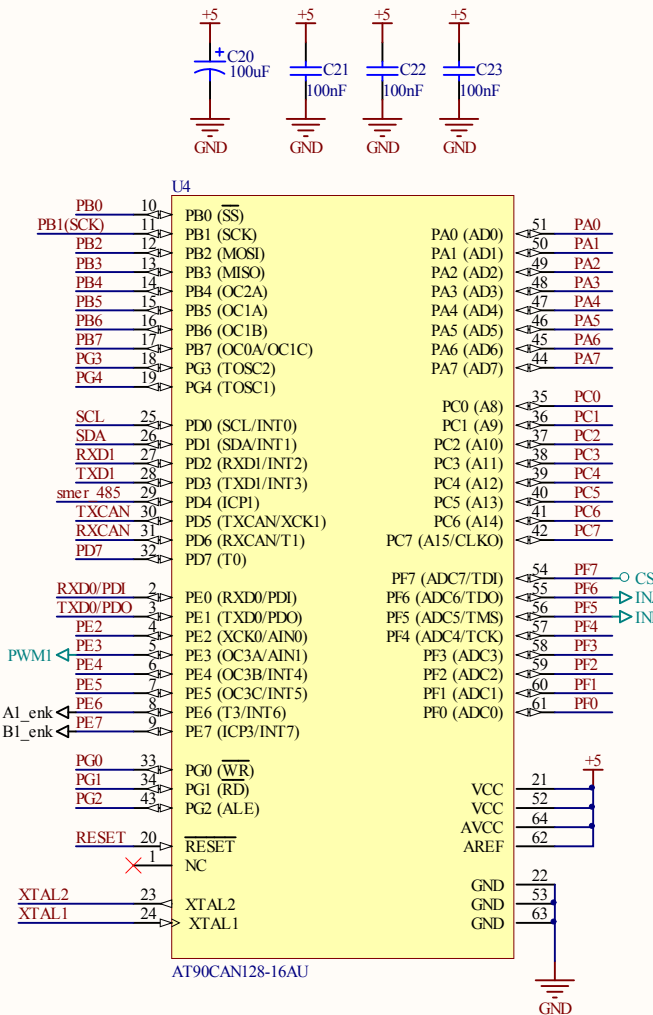 +5 +5 +5 +5
C20 C21 C22 C23
100uF 100nF 100nF 100nF
GND GND GND GND
U4
PB0 10 PB0 (SS)
PB1(SCK) 11 PB1 (SCK)
PB2 12 PB2 (MOSI)
PB3 13 PB3 (MISO)
PB4 14 PB4 (OC2A)
PB5 15 PB5 (OC1A)
PB6 16 PB6 (OC1B)
PB7 17 PB7 (OC0A/OC1C)
PG3 18 PG3 (TOSC2)
PG4 19 PG4 (TOSC1)
SCL 25 PD0 (SCL/INT0)
SDA 26 PD1 (SDA/INT1)
RXD1 27 PD2 (RXD1/INT2)
TXD1 28 PD3 (TXD1/INT3)
smer 485 29 PD4 (ICP1)
TXCAN 30 PD5 (TXCAN/XCK1)
RXCAN 31 PD6 (RXCAN/T1)
PD7 32 PD7 (T0)
RXD0/PDI 2 PE0 (RXD0/PDI)
TXD0/PDO 3 PE1 (TXD0/PDO)
PE2 4 PE2 (XCK0/AIN0)
PWM1 PE3 5 PE3 (OC3A/AIN1)
PE4 6 PE4 (OC3B/INT4)
PE5 7 PE5 (OC3C/INT5)
A1_enk PE6 8 PE6 (T3/INT6)
B1_enk PE7 9 PE7 (ICP3/INT7)
PG0 33 PG0 (WR)
PG1 34 PG1 (RD)
PG2 43 PG2 (ALE)
RESET 20 RESET
1 NC
XTAL2 23 XTAL2
XTAL1 24 XTAL1
PA0 (AD0) 51 PA0
PA1 (AD1) 50 PA1
PA2 (AD2) 49 PA2
PA3 (AD3) 48 PA3
PA4 (AD4) 47 PA4
PA5 (AD5) 46 PA5
PA6 (AD6) 45 PA6
PA7 (AD7) 44 PA7
PC0 (A8) 35 PC0
PC1 (A9) 36 PC1
PC2 (A10) 37 PC2
PC3 (A11) 38 PC3
PC4 (A12) 39 PC4
PC5 (A13) 40 PC5
PC6 (A14) 41 PC6
PC7 (A15/CLKO) 42 PC7
PF7 (ADC7/TDI) 54 PF7 CS
PF6 (ADC6/TDO) 55 PF6
PF5 (ADC5/TMS) 56 PF5
PF4 (ADC4/TCK) 57 PF4
PF3 (ADC3) 58 PF3
PF2 (ADC2) 59 PF2
PF1 (ADC1) 60 PF1
PF0 (ADC0) 61 PF0
+5
VCC 21
VCC 52
AVCC 64
AREF 62
GND 22
GND 53
GND 63
GND
AT90CAN128-16AU